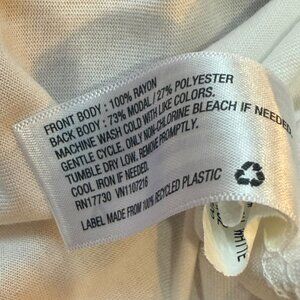 FRONT BODY : 100% RAYON
BACK BODY : 73% MODAL / 27% POLYESTER
MACHINE WASH COLD WITH LIKE COLORS.
GENTLE CYCLE. ONLY NON-CHLORINE BLEACH IF NEEDED
TUMBLE DRY LOW. REMOVE PROMPTLY.
COOL IRON IF NEEDED
RN17730 VN1107216
LABEL MADE FROM 100% RECYCLED PLASTIC
WHITE